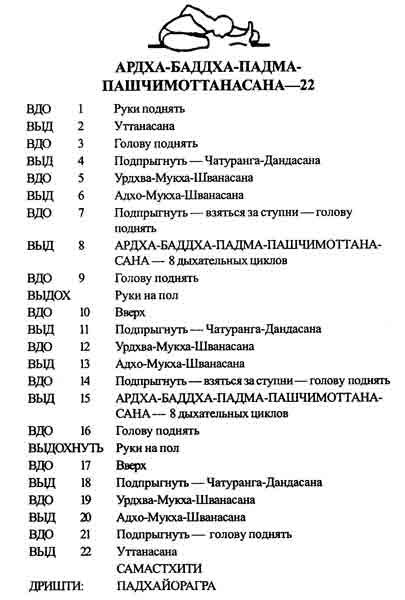 АРДХА-БАДДХА-ПАДМА-
ПАШЧИМОТТАНАСАНА—22
ВДО 1 Руки поднять
ВЫД 2 Уттанасана
ВДО 3 Голову поднять
ВЫД 4 Подпрыгнуть — Чатуранга-Дандасана
ВДО 5 Урдхва-Мукха-Шванасана
ВЫД 6 Адхо-Мукха-Шванасана
ВДО 7 Подпрыгнуть — взяться за ступни — голову
поднять
ВЫД 8 АРДХА-БАДДХА-ПАДМА-ПАШЧИМОТТАНА-
САНА — 8 дыхательных циклов
ВДО 9 Голову поднять
ВЫДОХ Руки на пол
ВДО 10 Вверх
ВЫД 11 Подпрыгнуть — Чатуранга-Дандасана
ВДО 12 Урдхва-Мукха-Шванасана
ВЫД 13 Адхо-Мукха-Шванасана
ВДО 14 Подпрыгнуть — взяться за ступни — голову поднять
ВЫД 15 АРДХА-БАДДХА-ПАДМА-ПАШЧИМОТТАНА-
САНА — 8 дыхательных циклов
ВДО 16 Голову поднять
ВЫДОХНУТЬ Руки на пол
ВДО 17 Вверх
ВЫД 18 Подпрыгнуть — Чатуранга-Дандасана
ВДО 19 Урдхва-Мукха-Шванасана
ВЫД 20 Адхо-Мукха-Шванасана
ВДО 21 Подпрыгнуть — голову поднять
ВЫД 22 Уттанасана
САМАСТХИТИ
ДРИШТИ: ПАДХАЙОРАГРА